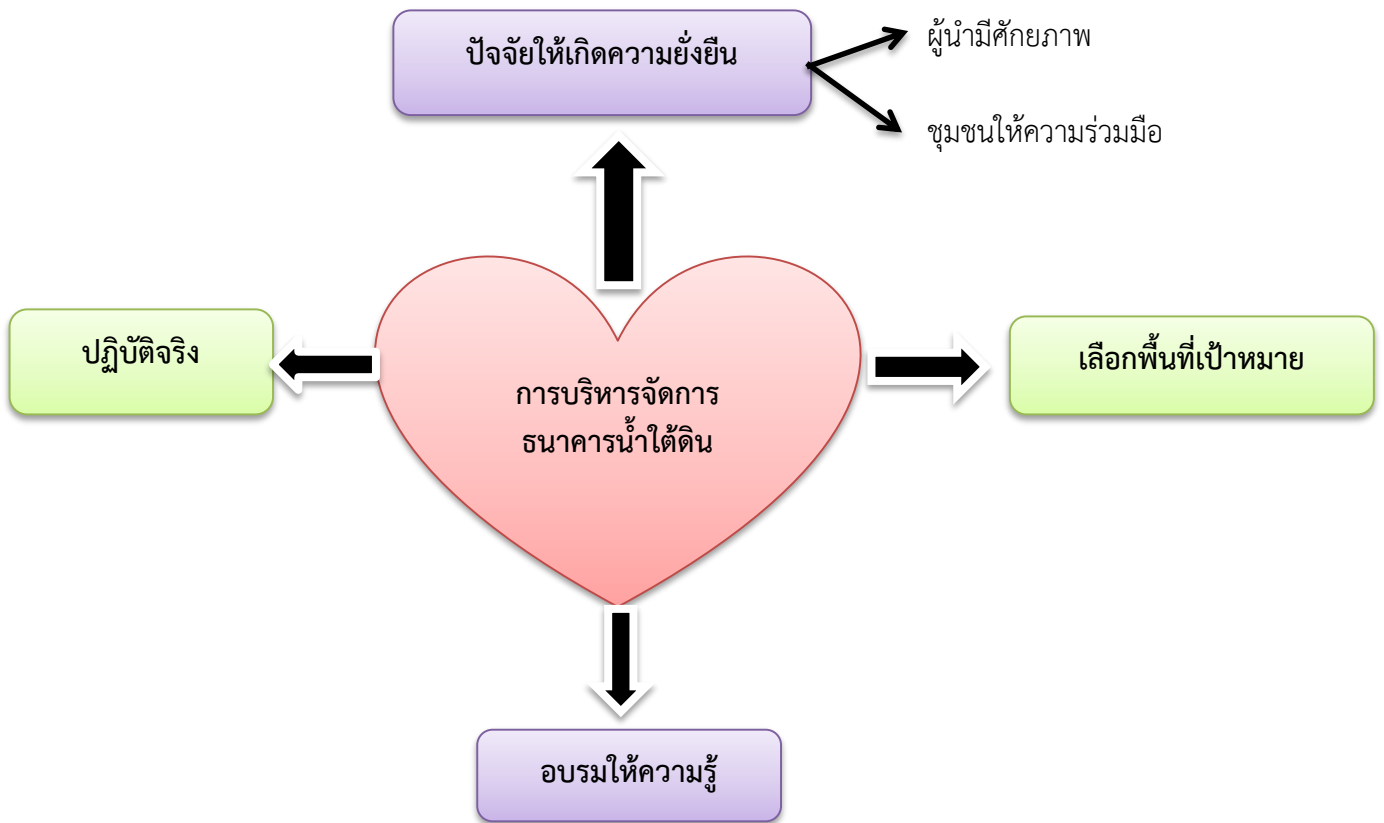 ปัจจัยให้เกิดความยั่งยืน
ผู้นำมีศักยภาพ
ชุมชนให้ความร่วมมือ
ปฏิบัติจริง
การบริหารจัดการ
ธนาคารน้ำใต้ดิน
เลือกพื้นที่เป้าหมาย
อบรมให้ความรู้